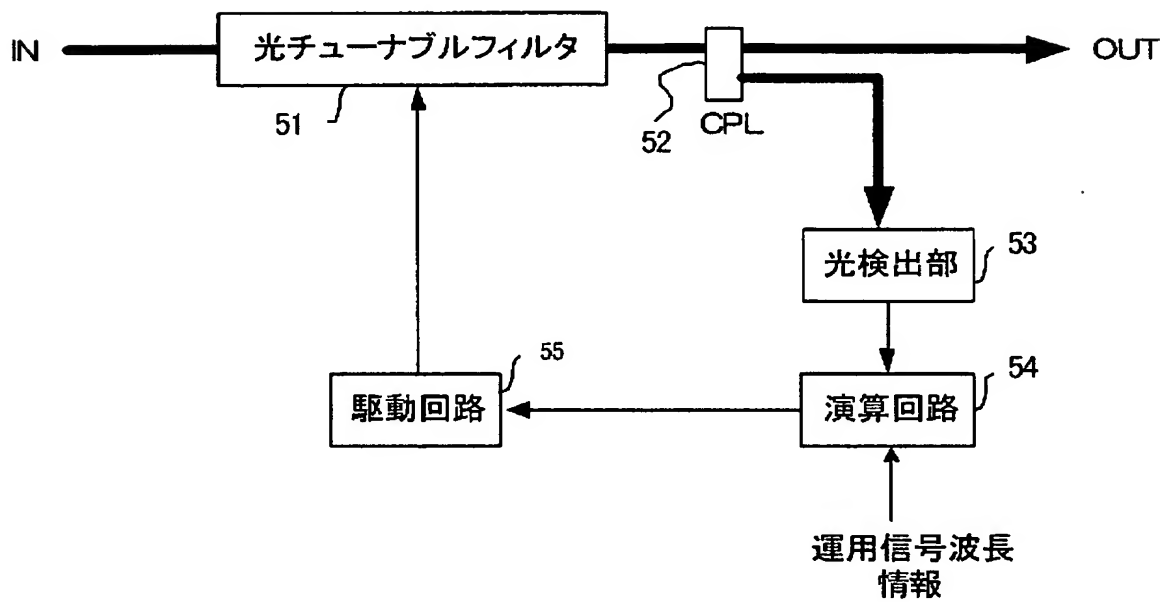 IN
光チューナブルフィルタ
OUT
51
52
CPL
光検出部
53
55
54
駆動回路
演算回路
運用信号波長
情報